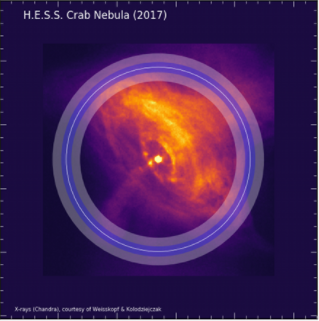 H.E.S.S. Crab Nebula (2017)
X-rays (Chandra), courtesy of Weisskopf & Kolodziejczak